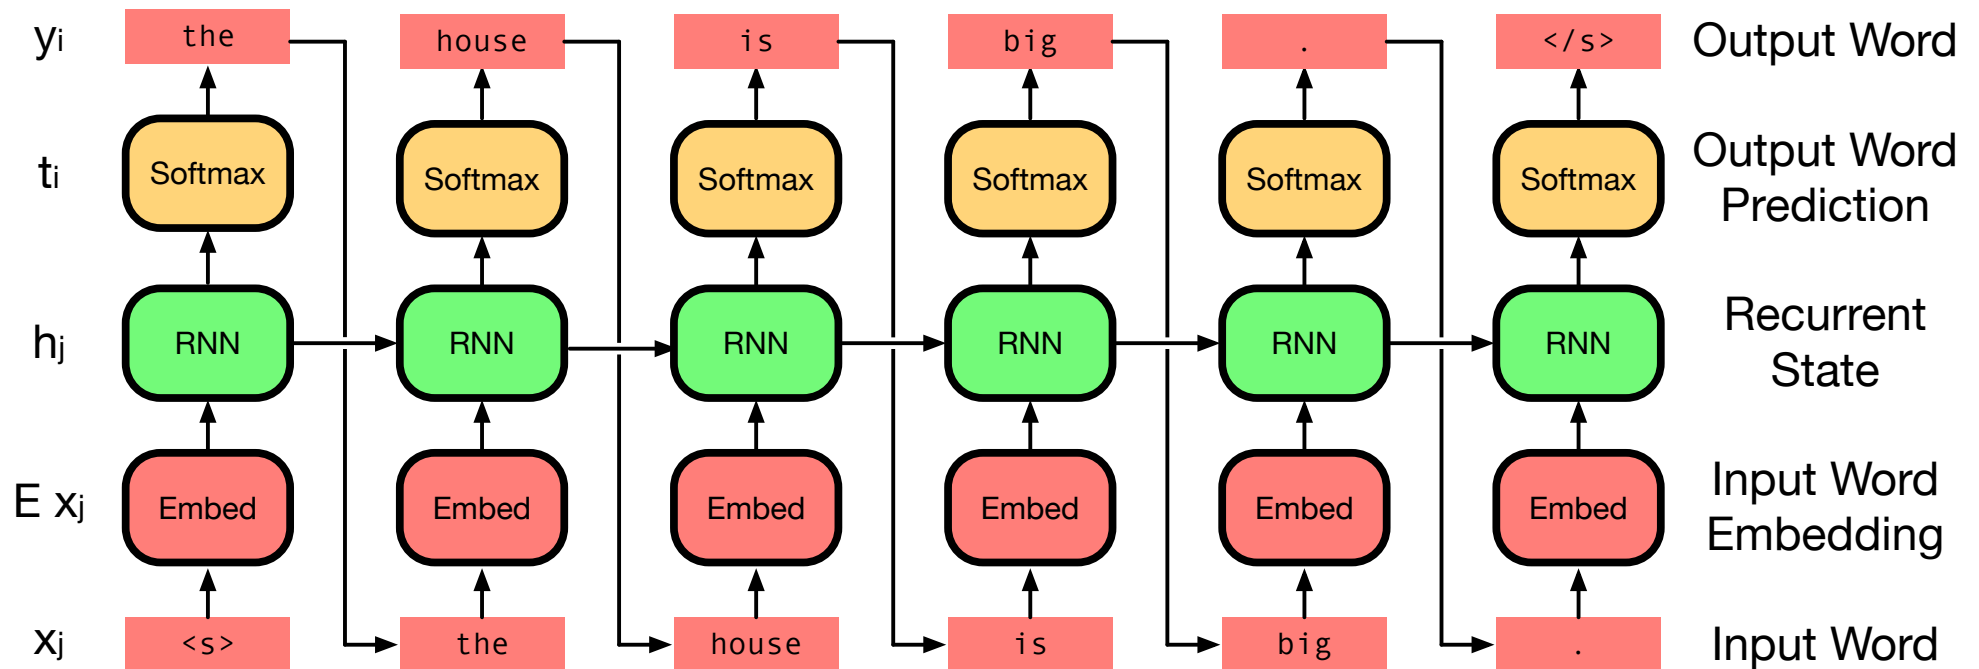 yi the house is big . </s> Output Word
ti Softmax Softmax Softmax Softmax Softmax Softmax Output Word
Prediction
hj RNN RNN RNN RNN RNN RNN Recurrent
State
E xj Embed Embed Embed Embed Embed Embed Input Word
Embedding
xj <s> the house is big . Input Word